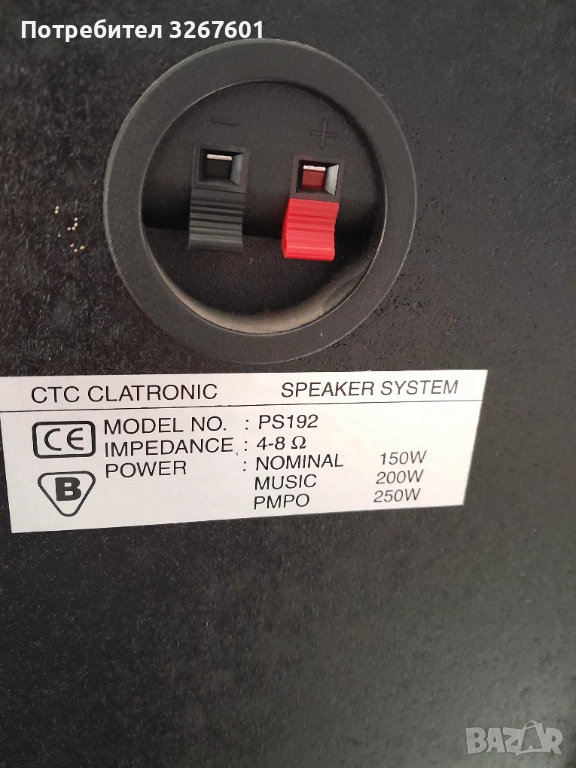 Потребител 3267601
− +
CTC CLATRONIC SPEAKER SYSTEM
CE MODEL NO. : PS192
IMPEDANCE : 4-8 Ω
POWER : NOMINAL 150W
B MUSIC 200W
PMPO 250W
BAZAR